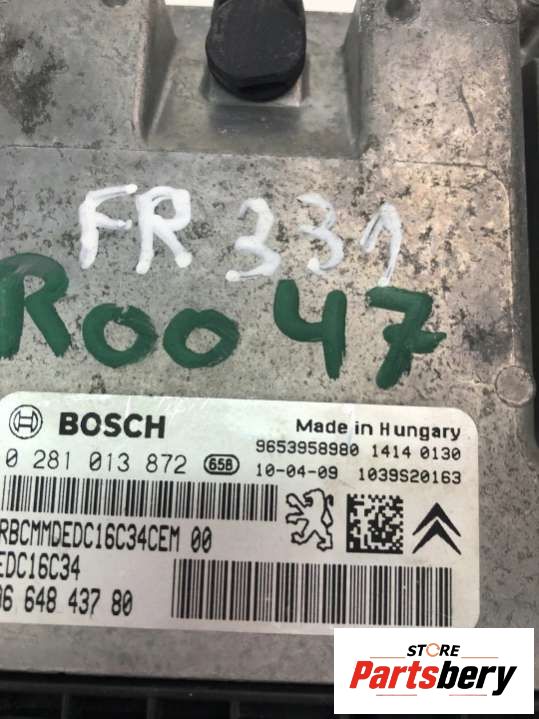 FR 331
R0047
BOSCH
Made in Hungary
9653958980 1414 0130
0 281 013 872 658 10-04-09 1039S20163
RBCMMDEDC16C34CEM 00
EDC16C34
96 648 437 80
STORE
Partsbery